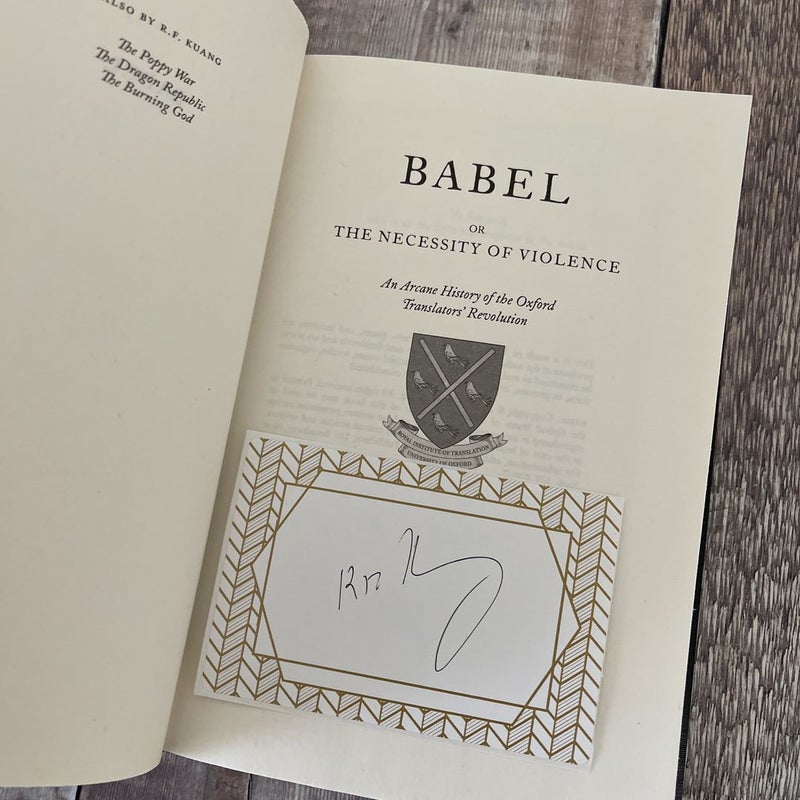 ALSO BY R.F. KUANG
The Poppy War
The Dragon Republic
The Burning God
BABEL
OR
THE NECESSITY OF VIOLENCE
An Arcane History of the Oxford
Translators' Revolution
ROYAL INSTITUTE OF TRANSLATION
UNIVERSITY OF OXFORD